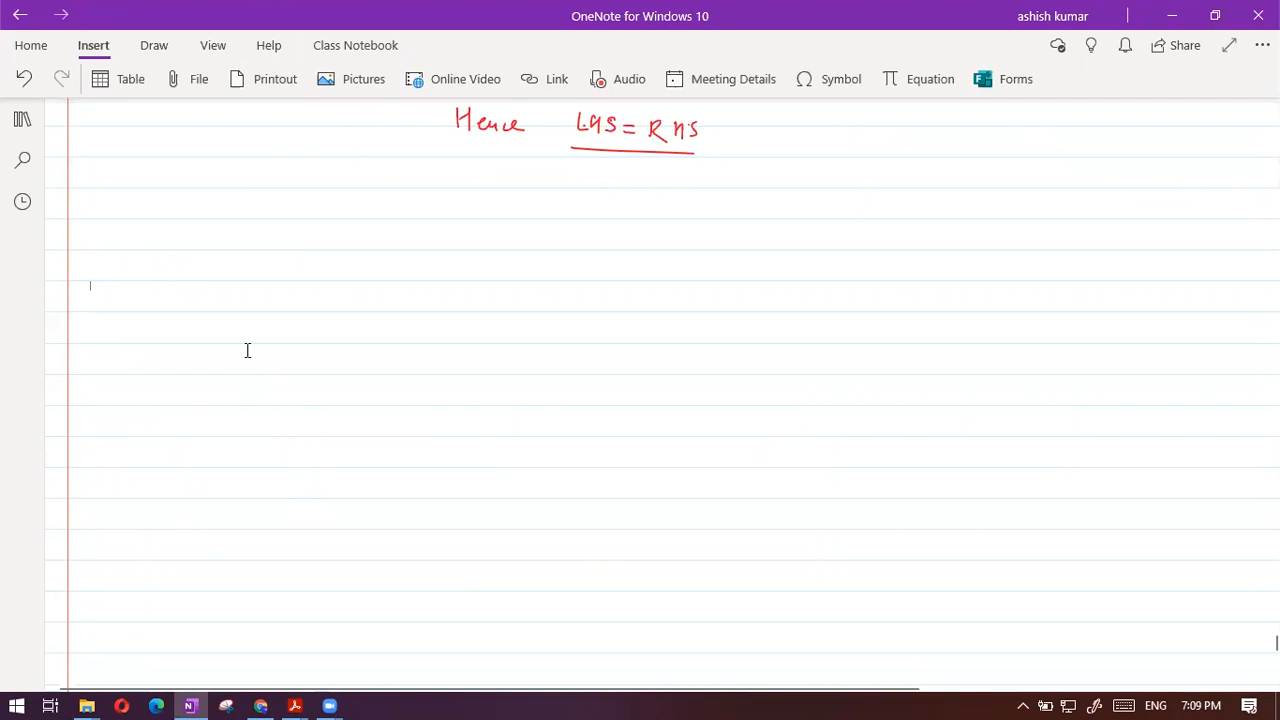 OneNote for Windows 10
ashish kumar
Home Insert Draw View Help Class Notebook
Share
Table File Printout Pictures Online Video Link Audio Meeting Details Symbol Equation Forms
Hence LHS = RHS
ENG 7:09 PM